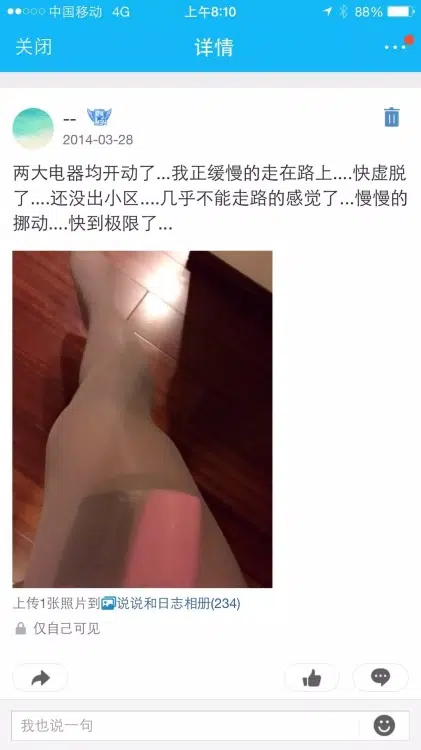 中国移动 4G 上午8:10 88%
关闭 详情
--
2014-03-28
两大电器均开动了...我正缓慢的走在路上....快虚脱
了....还没出小区....几乎不能走路的感觉了...慢慢的
挪动....快到极限了...
上传1张照片到说说和日志相册(234)
仅自己可见
我也说一句